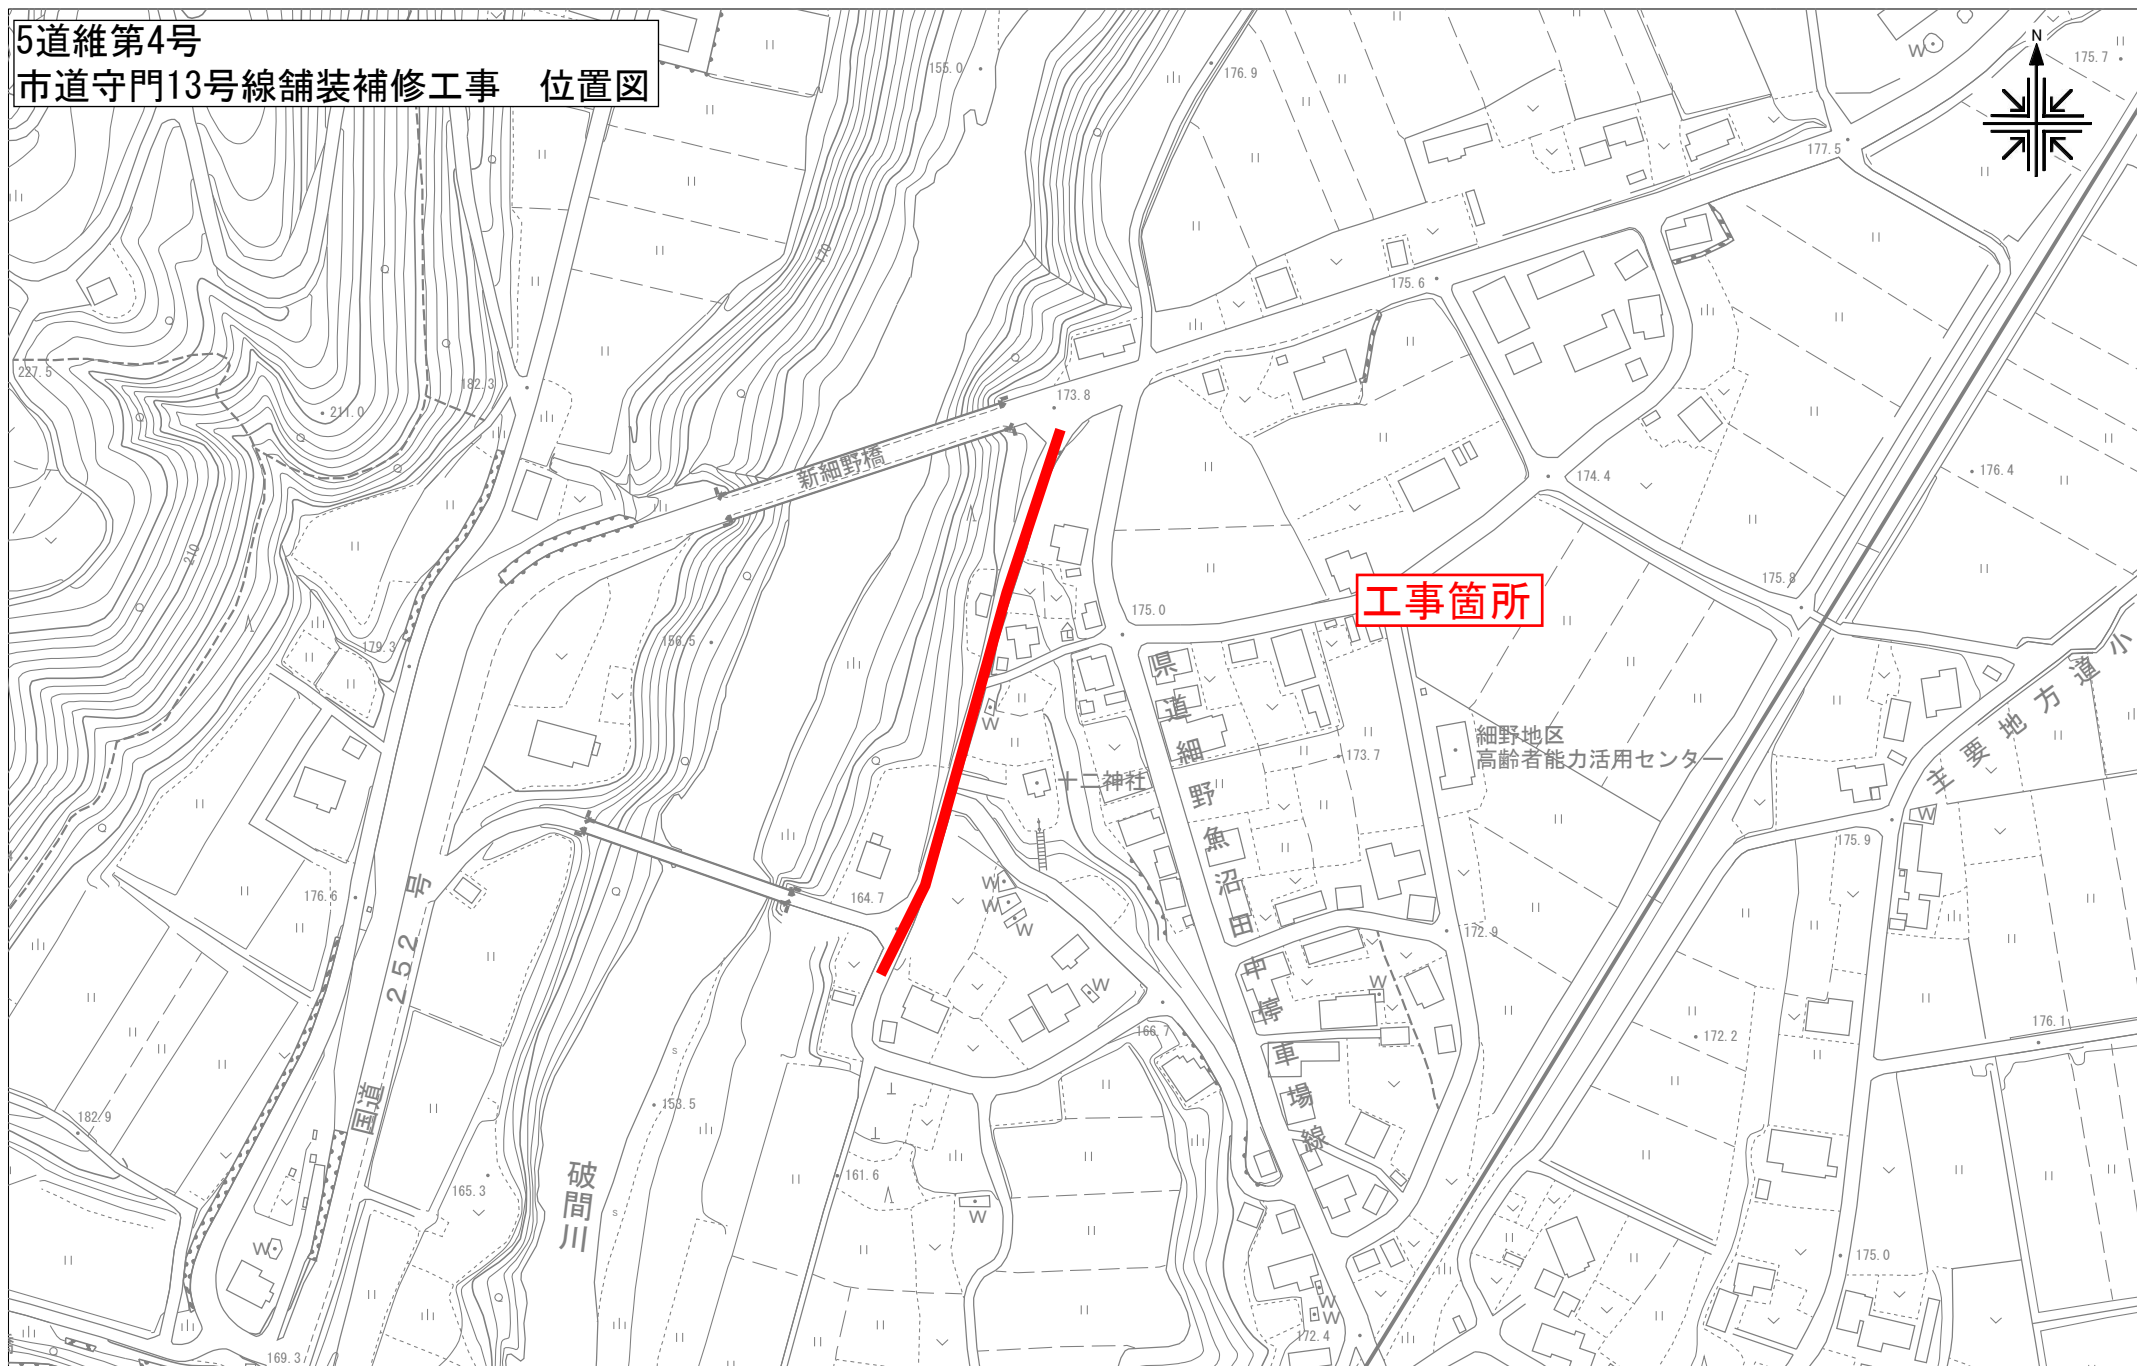 5道維第4号
市道守門13号線舗装補修工事　位置図
N
155.0
176.9
W
175.7
177.5
170
175.6
227.5
182.3
211.0
173.8
新細野橋
174.4
176.4
210
工事箇所
175.8
175.0
179.3
156.5
県道細野魚沼田中停車場線
主要地方道小
W
細野地区
高齢者能力活用センター
173.7
十二神社
W
175.9
176.6
164.7
W
W
W
172.9
国道252号
W
W
166.7
172.2
176.1
182.9
153.5
s
165.3
161.6
破間川
s
W
W
175.0
W
W
172.4
169.3